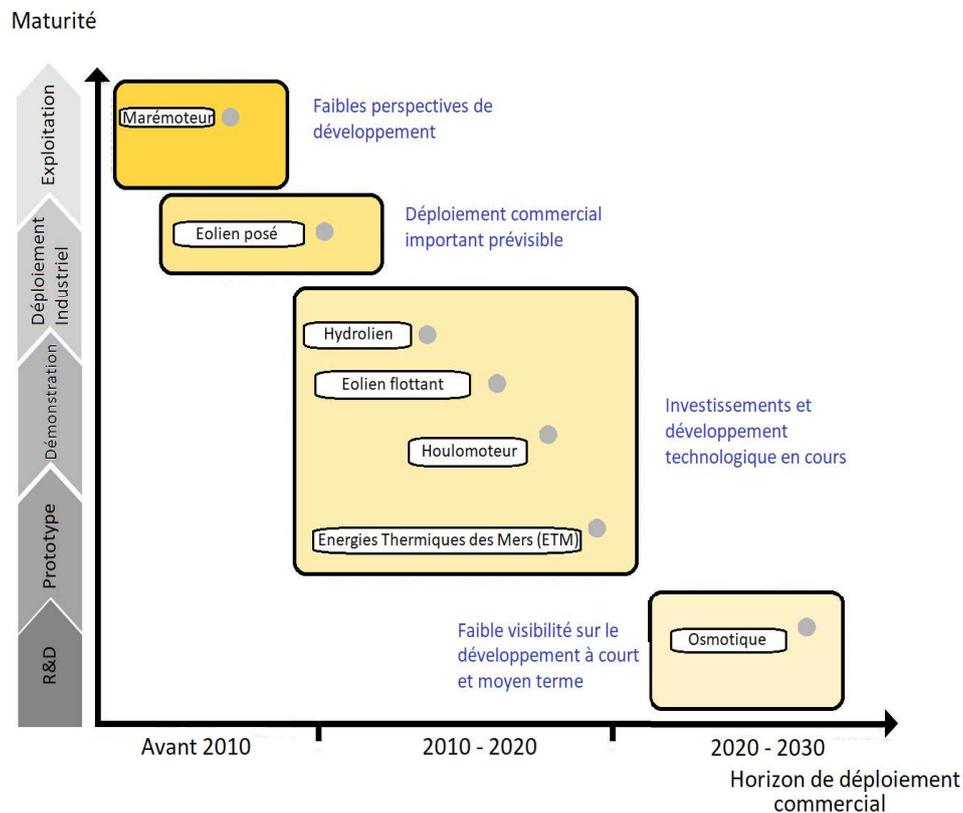 Maturité
Exploitation
Déploiement
Industriel
Démonstration
Prototype
R&D
Marémoteur
Faibles perspectives de
développement
Eolien posé
Déploiement commercial
important prévisible
Hydrolien
Eolien flottant
Houlomoteur
Energies Thermiques des Mers (ETM)
Investissements et
développement
technologique en cours
Faible visibilité sur le
développement à court
et moyen terme
Osmotique
Avant 2010
2010 - 2020
2020 - 2030
Horizon de déploiement
commercial